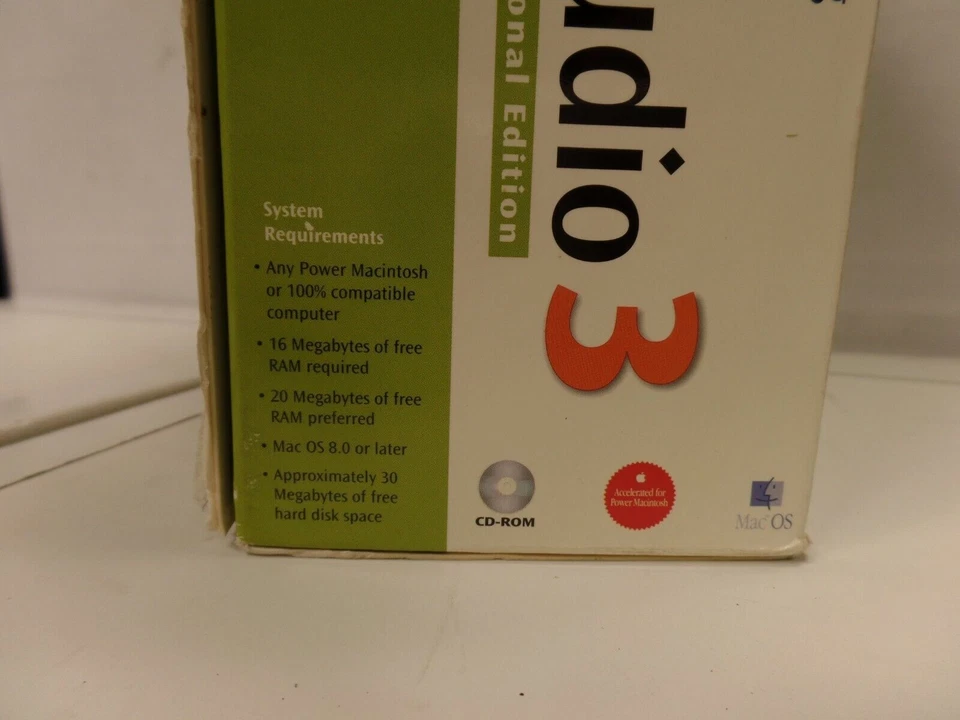 onal Edition
udio 3
System
Requirements
• Any Power Macintosh
or 100% compatible
computer
• 16 Megabytes of free
RAM required
• 20 Megabytes of free
RAM preferred
• Mac OS 8.0 or later
• Approximately 30
Megabytes of free
hard disk space
CD-ROM
Accelerated for
Power Macintosh
Mac OS